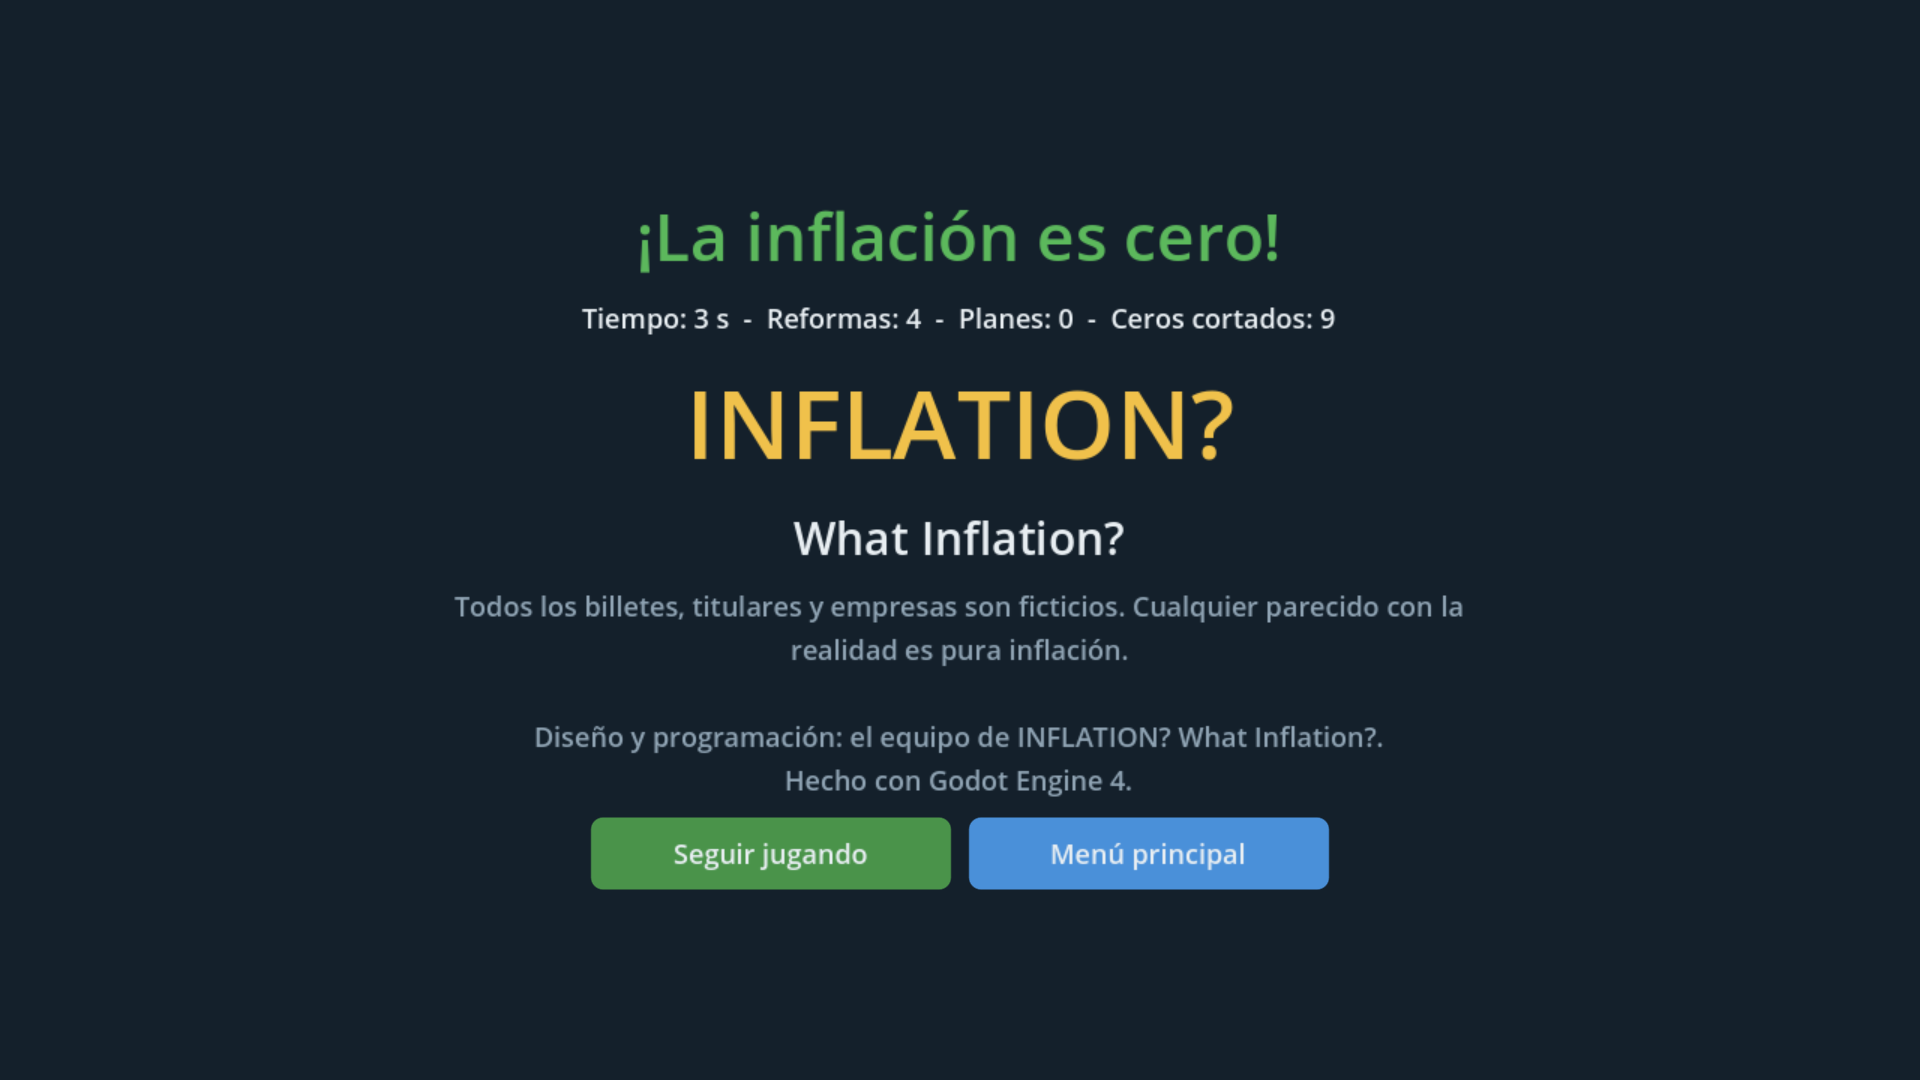 ¡La inflación es cero!
Tiempo: 3 s - Reformas: 4 - Planes: 0 - Ceros cortados: 9
INFLATION?
What Inflation?
Todos los billetes, titulares y empresas son ficticios. Cualquier parecido con la
realidad es pura inflación.
Diseño y programación: el equipo de INFLATION? What Inflation?.
Hecho con Godot Engine 4.
Seguir jugando
Menú principal